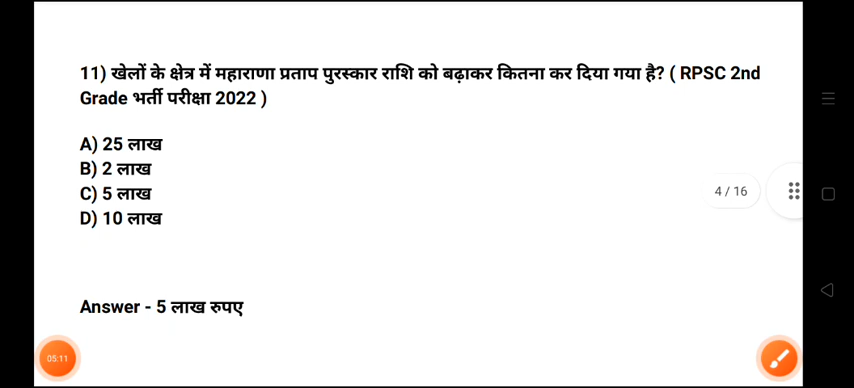 11) खेलों के क्षेत्र में महाराणा प्रताप पुरस्कार राशि को बढ़ाकर कितना कर दिया गया है? ( RPSC 2nd
Grade भर्ती परीक्षा 2022 )
A) 25 लाख
B) 2 लाख
C) 5 लाख
D) 10 लाख
4 / 16
Answer - 5 लाख रुपए
05:11